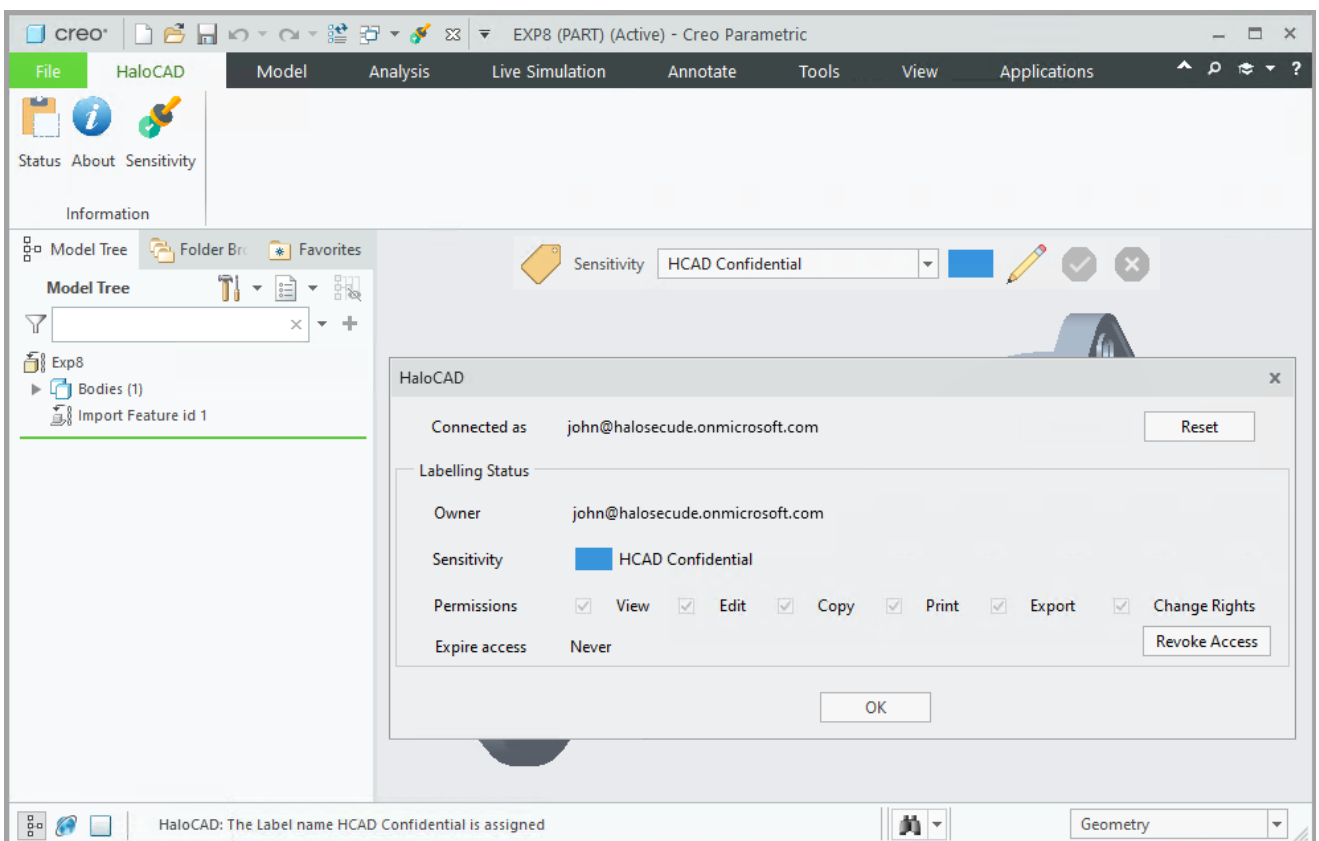 creo EXP8 (PART) (Active) - Creo Parametric
File HaloCAD Model Analysis Live Simulation Annotate Tools View Applications ?
Status About Sensitivity
Information
Model Tree Folder Bro Favorites
Sensitivity HCAD Confidential
Model Tree
Exp8
Bodies (1)
Import Feature id 1
HaloCAD
Connected as john@halosecude.onmicrosoft.com Reset
Labelling Status
Owner john@halosecude.onmicrosoft.com
Sensitivity HCAD Confidential
Permissions View Edit Copy Print Export Change Rights
Expire access Never Revoke Access
OK
HaloCAD: The Label name HCAD Confidential is assigned Geometry